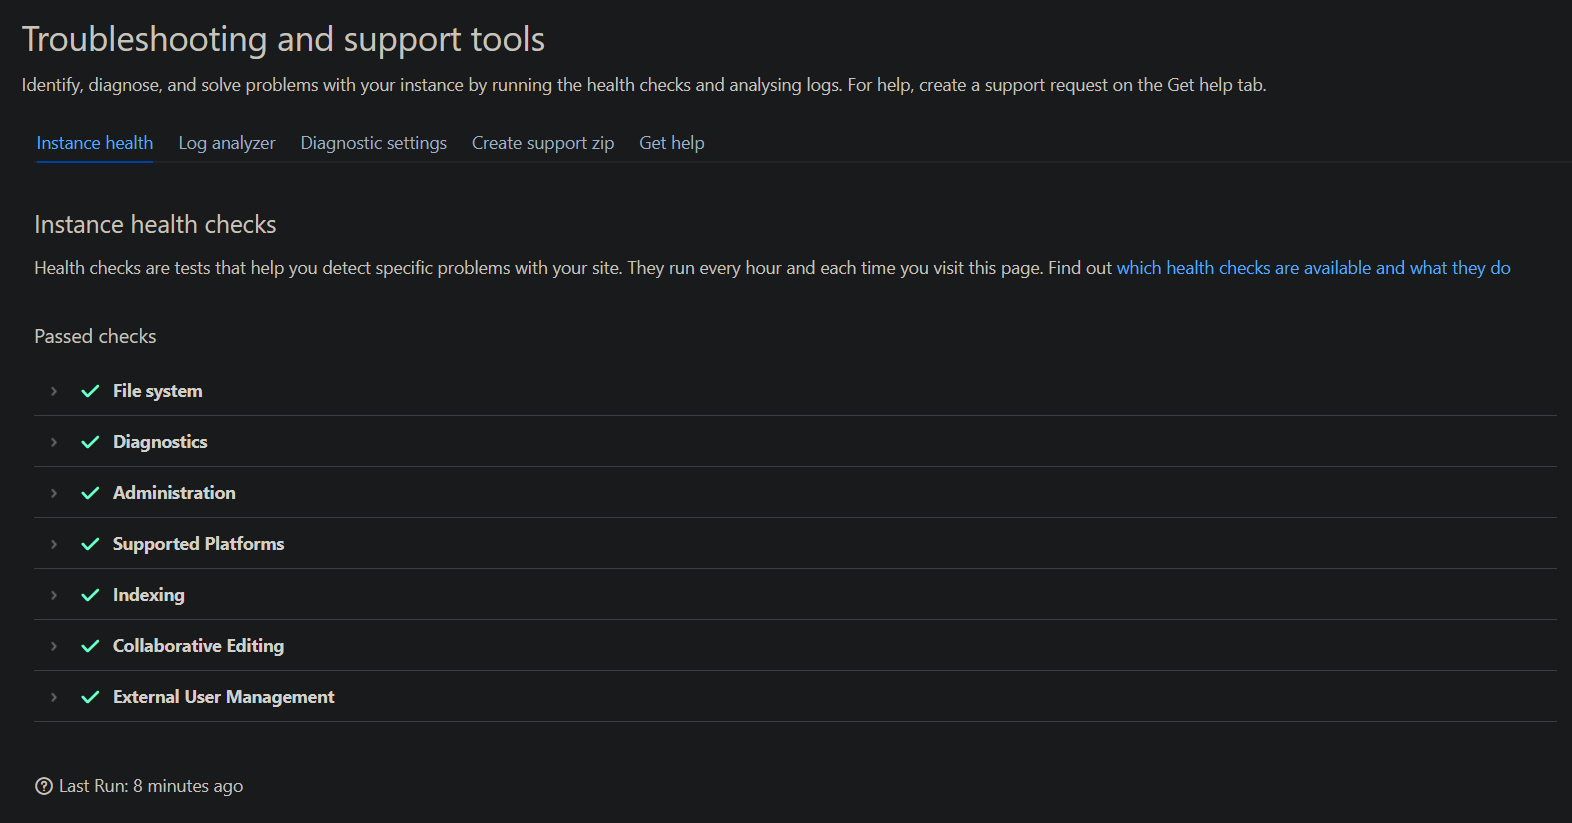 Troubleshooting and support tools
Identify, diagnose, and solve problems with your instance by running the health checks and analysing logs. For help, create a support request on the Get help tab.
Instance health Log analyzer Diagnostic settings Create support zip Get help
Instance health checks
Health checks are tests that help you detect specific problems with your site. They run every hour and each time you visit this page. Find out which health checks are available and what they do
Passed checks
File system
Diagnostics
Administration
Supported Platforms
Indexing
Collaborative Editing
External User Management
Last Run: 8 minutes ago